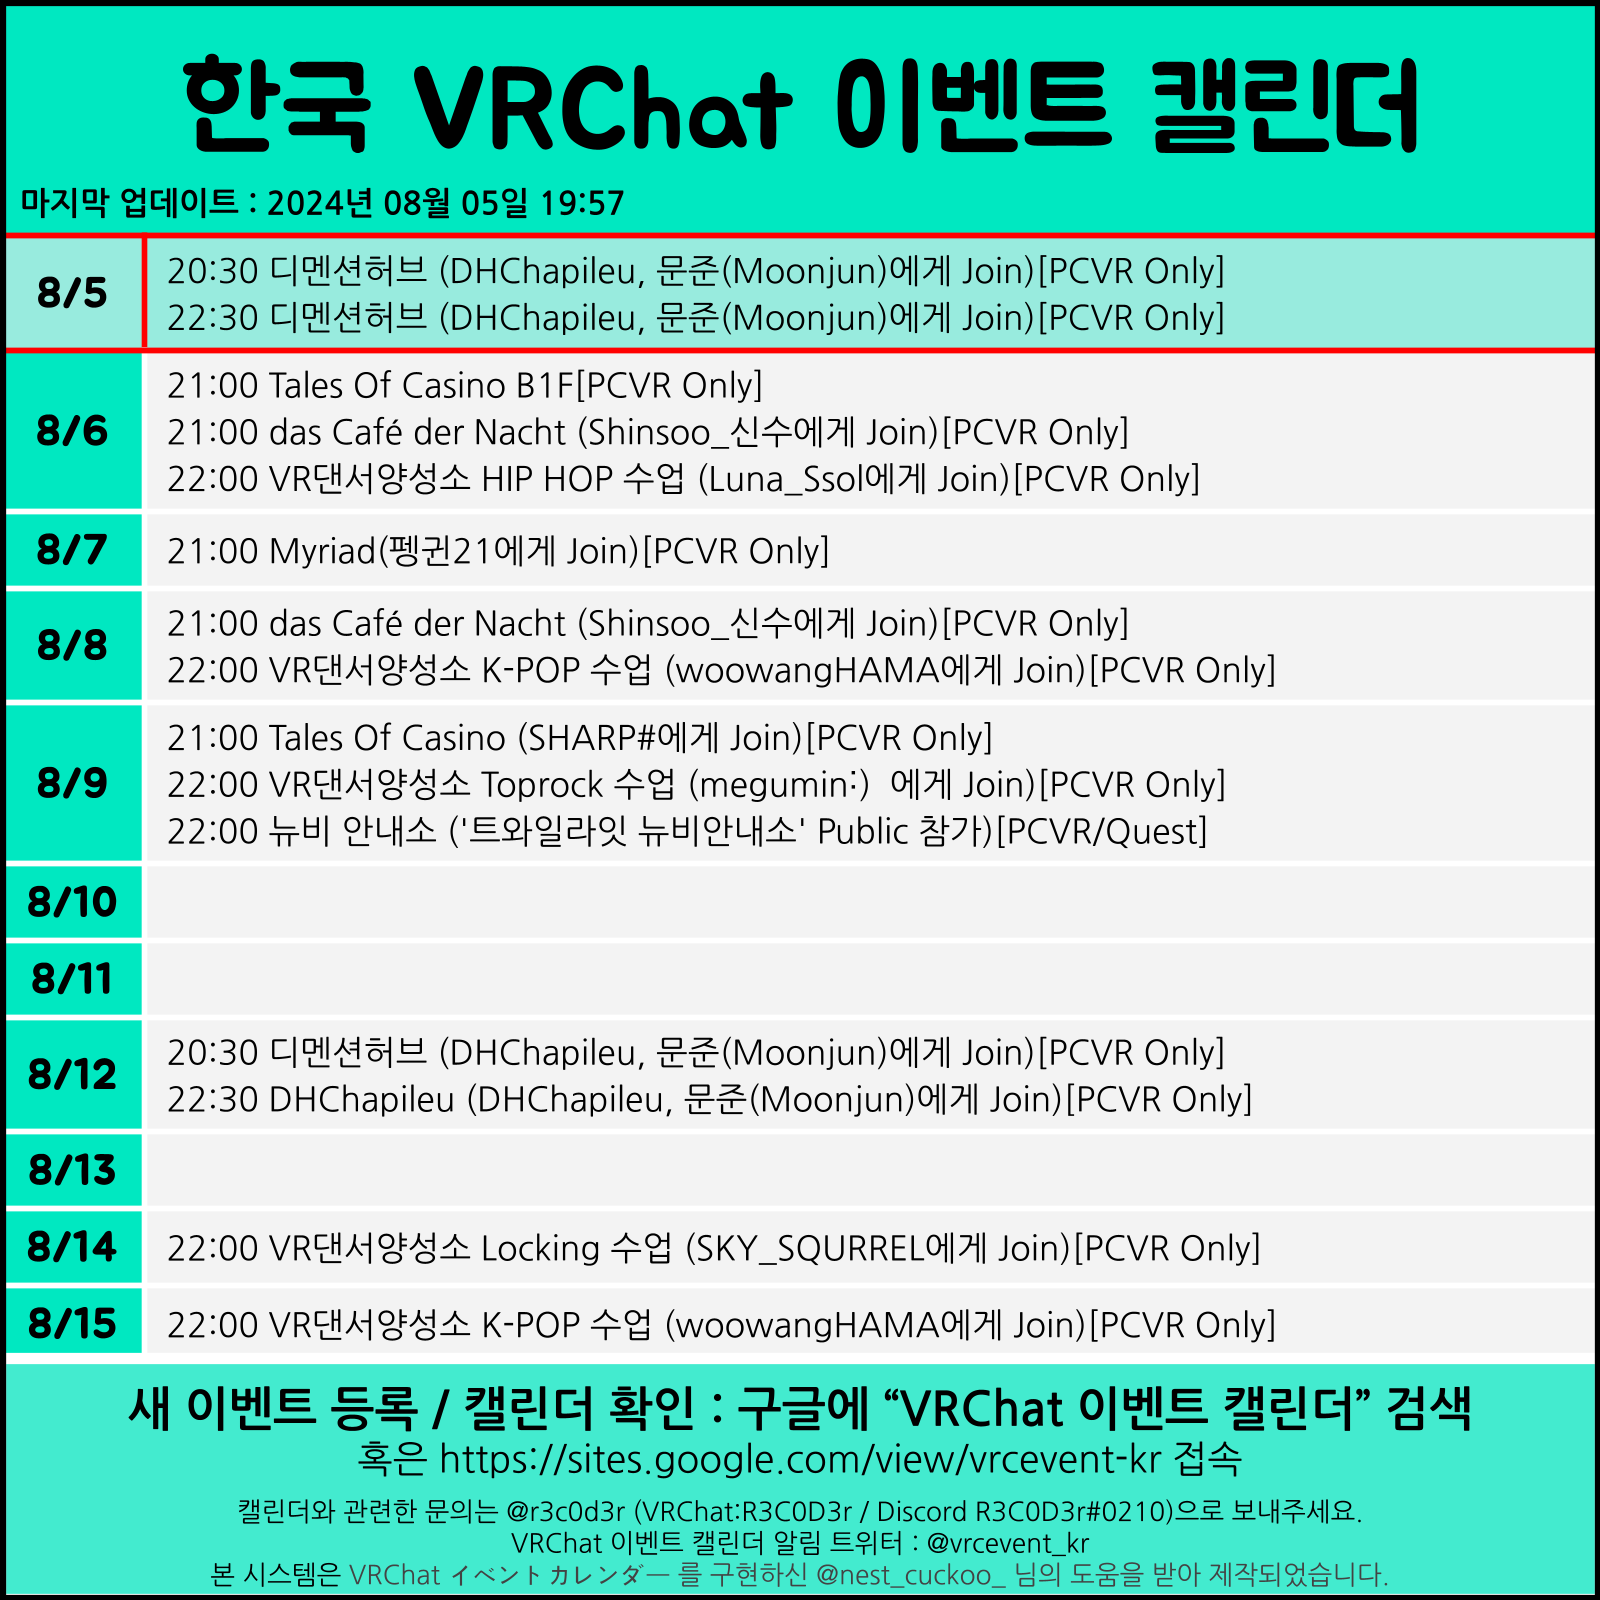 한국 VRChat 이벤트 캘린더
마지막 업데이트 : 2024년 08월 05일 19:57
8/5
20:30 디멘션허브 (DHChapileu, 문준(Moonjun)에게 Join)[PCVR Only]
22:30 디멘션허브 (DHChapileu, 문준(Moonjun)에게 Join)[PCVR Only]
8/6
21:00 Tales Of Casino B1F[PCVR Only]
21:00 das Café der Nacht (Shinsoo_신수에게 Join)[PCVR Only]
22:00 VR댄서양성소 HIP HOP 수업 (Luna_Ssol에게 Join)[PCVR Only]
8/7
21:00 Myriad(펭귄21에게 Join)[PCVR Only]
8/8
21:00 das Café der Nacht (Shinsoo_신수에게 Join)[PCVR Only]
22:00 VR댄서양성소 K-POP 수업 (woowangHAMA에게 Join)[PCVR Only]
8/9
21:00 Tales Of Casino (SHARP#에게 Join)[PCVR Only]
22:00 VR댄서양성소 Toprock 수업 (megumin:)  에게 Join)[PCVR Only]
22:00 뉴비 안내소 ('트와일라잇 뉴비안내소' Public 참가)[PCVR/Quest]
8/10
8/11
8/12
20:30 디멘션허브 (DHChapileu, 문준(Moonjun)에게 Join)[PCVR Only]
22:30 DHChapileu (DHChapileu, 문준(Moonjun)에게 Join)[PCVR Only]
8/13
8/14
22:00 VR댄서양성소 Locking 수업 (SKY_SQURREL에게 Join)[PCVR Only]
8/15
22:00 VR댄서양성소 K-POP 수업 (woowangHAMA에게 Join)[PCVR Only]
새 이벤트 등록 / 캘린더 확인 : 구글에 “VRChat 이벤트 캘린더” 검색
혹은 https://sites.google.com/view/vrcevent-kr 접속
캘린더와 관련한 문의는 @r3c0d3r (VRChat:R3C0D3r / Discord R3C0D3r#0210)으로 보내주세요.
VRChat 이벤트 캘린더 알림 트위터 : @vrcevent_kr
본 시스템은 VRChat イベントカレンダー 를 구현하신 @nest_cuckoo_ 님의 도움을 받아 제작되었습니다.